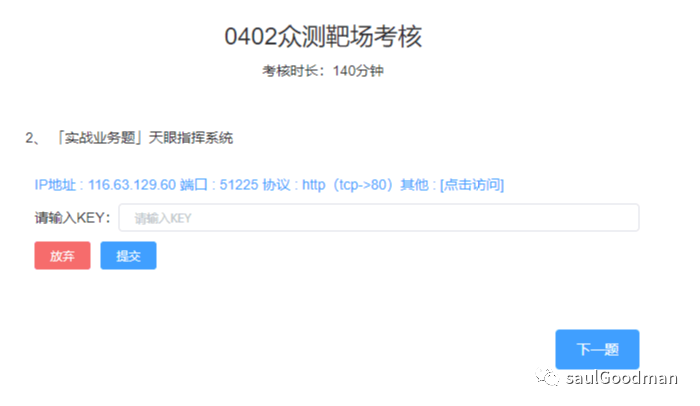 0402众测靶场考核
考核时长：140分钟
2、 「实战业务题」天眼指挥系统
IP地址 : 116.63.129.60 端口 : 51225 协议 : http（tcp->80）其他 : [点击访问]
请输入KEY： 请输入KEY
放弃 提交
下一题
saulGoodman